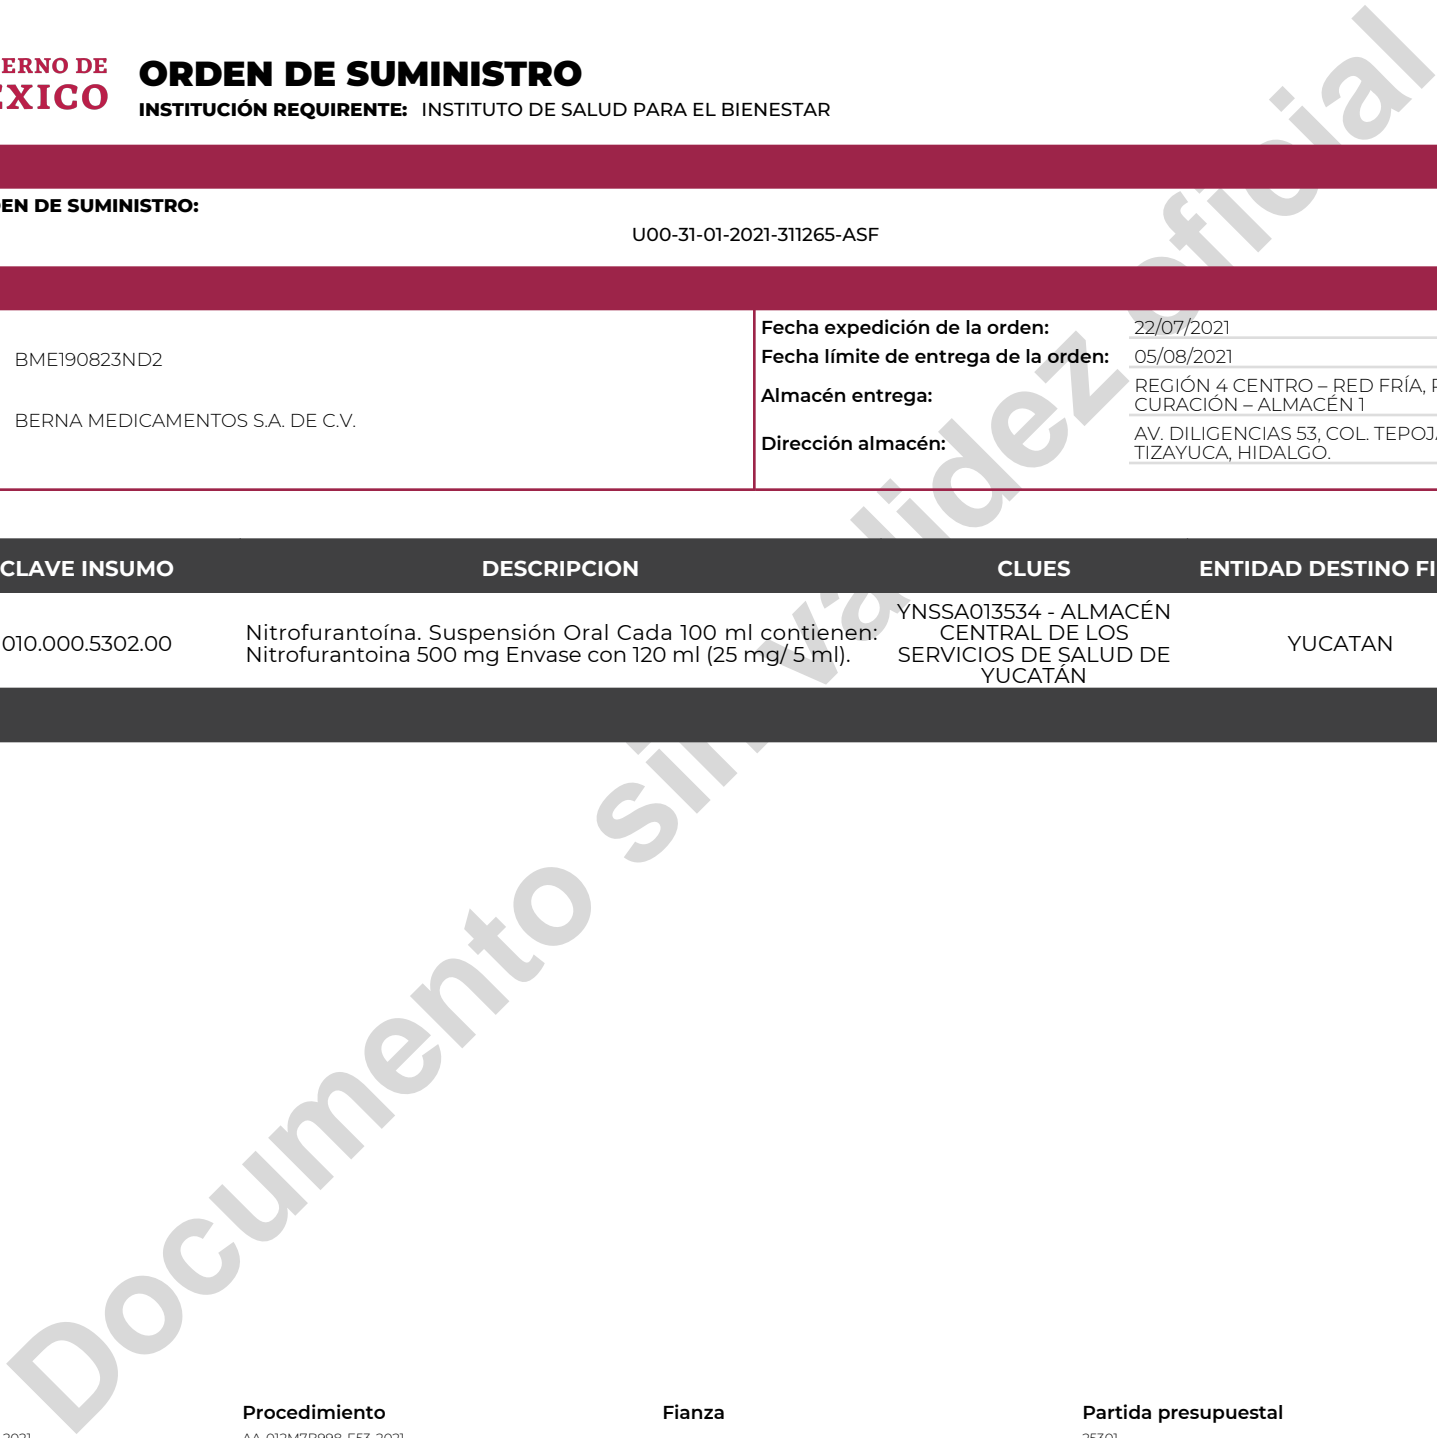 ERNO DE
EXICO
ORDEN DE SUMINISTRO
INSTITUCIÓN REQUIRENTE: INSTITUTO DE SALUD PARA EL BIENESTAR
EN DE SUMINISTRO:
U00-31-01-2021-311265-ASF
BME190823ND2
BERNA MEDICAMENTOS S.A. DE C.V.
Fecha expedición de la orden: 22/07/2021
Fecha límite de entrega de la orden: 05/08/2021
Almacén entrega: REGIÓN 4 CENTRO – RED FRÍA,
CURACIÓN – ALMACÉN 1
Dirección almacén: AV. DILIGENCIAS 53, COL. TEPOJ
TIZAYUCA, HIDALGO.
CLAVE INSUMO DESCRIPCION CLUES ENTIDAD DESTINO FI
010.000.5302.00
Nitrofurantoína. Suspensión Oral Cada 100 ml contienen:
Nitrofurantoina 500 mg Envase con 120 ml (25 mg/ 5 ml).
YNSSA013534 - ALMACÉN
CENTRAL DE LOS
SERVICIOS DE SALUD DE
YUCATÁN
YUCATAN
Documento sin validez oficial
Procedimiento Fianza Partida presupuestal